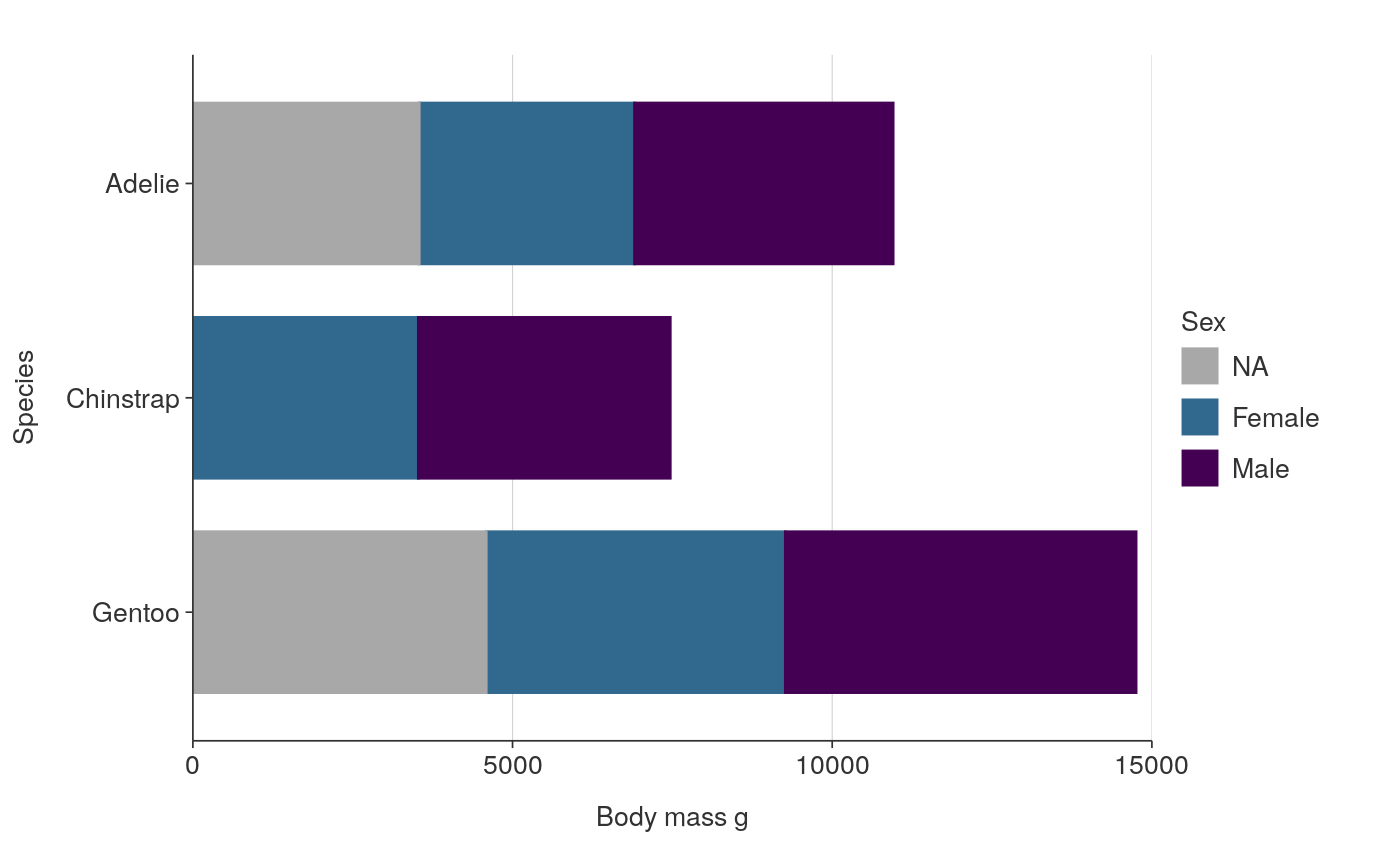 Adelie
Chinstrap
Gentoo
Species
0 5000 10000 15000
Body mass g
Sex
NA
Female
Male